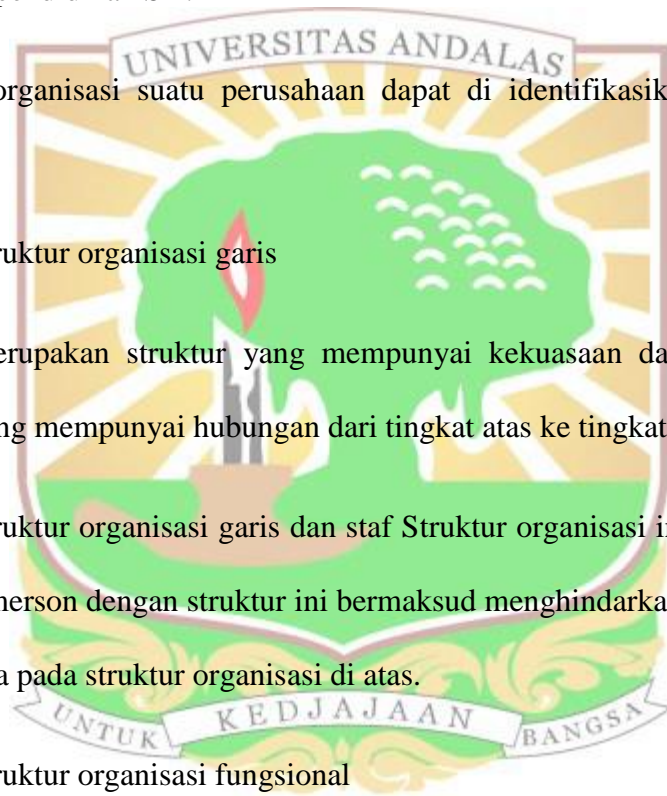 UNIVERSITAS ANDALAS
organisasi suatu perusahaan dapat di identifikasik
ruktur organisasi garis
erupakan struktur yang mempunyai kekuasaan da
ng mempunyai hubungan dari tingkat atas ke tingkat
ruktur organisasi garis dan staf Struktur organisasi in
nerson dengan struktur ini bermaksud menghindarka
a pada struktur organisasi di atas.
UNTUK KEDJAJAAN BANGSA
ruktur organisasi fungsional